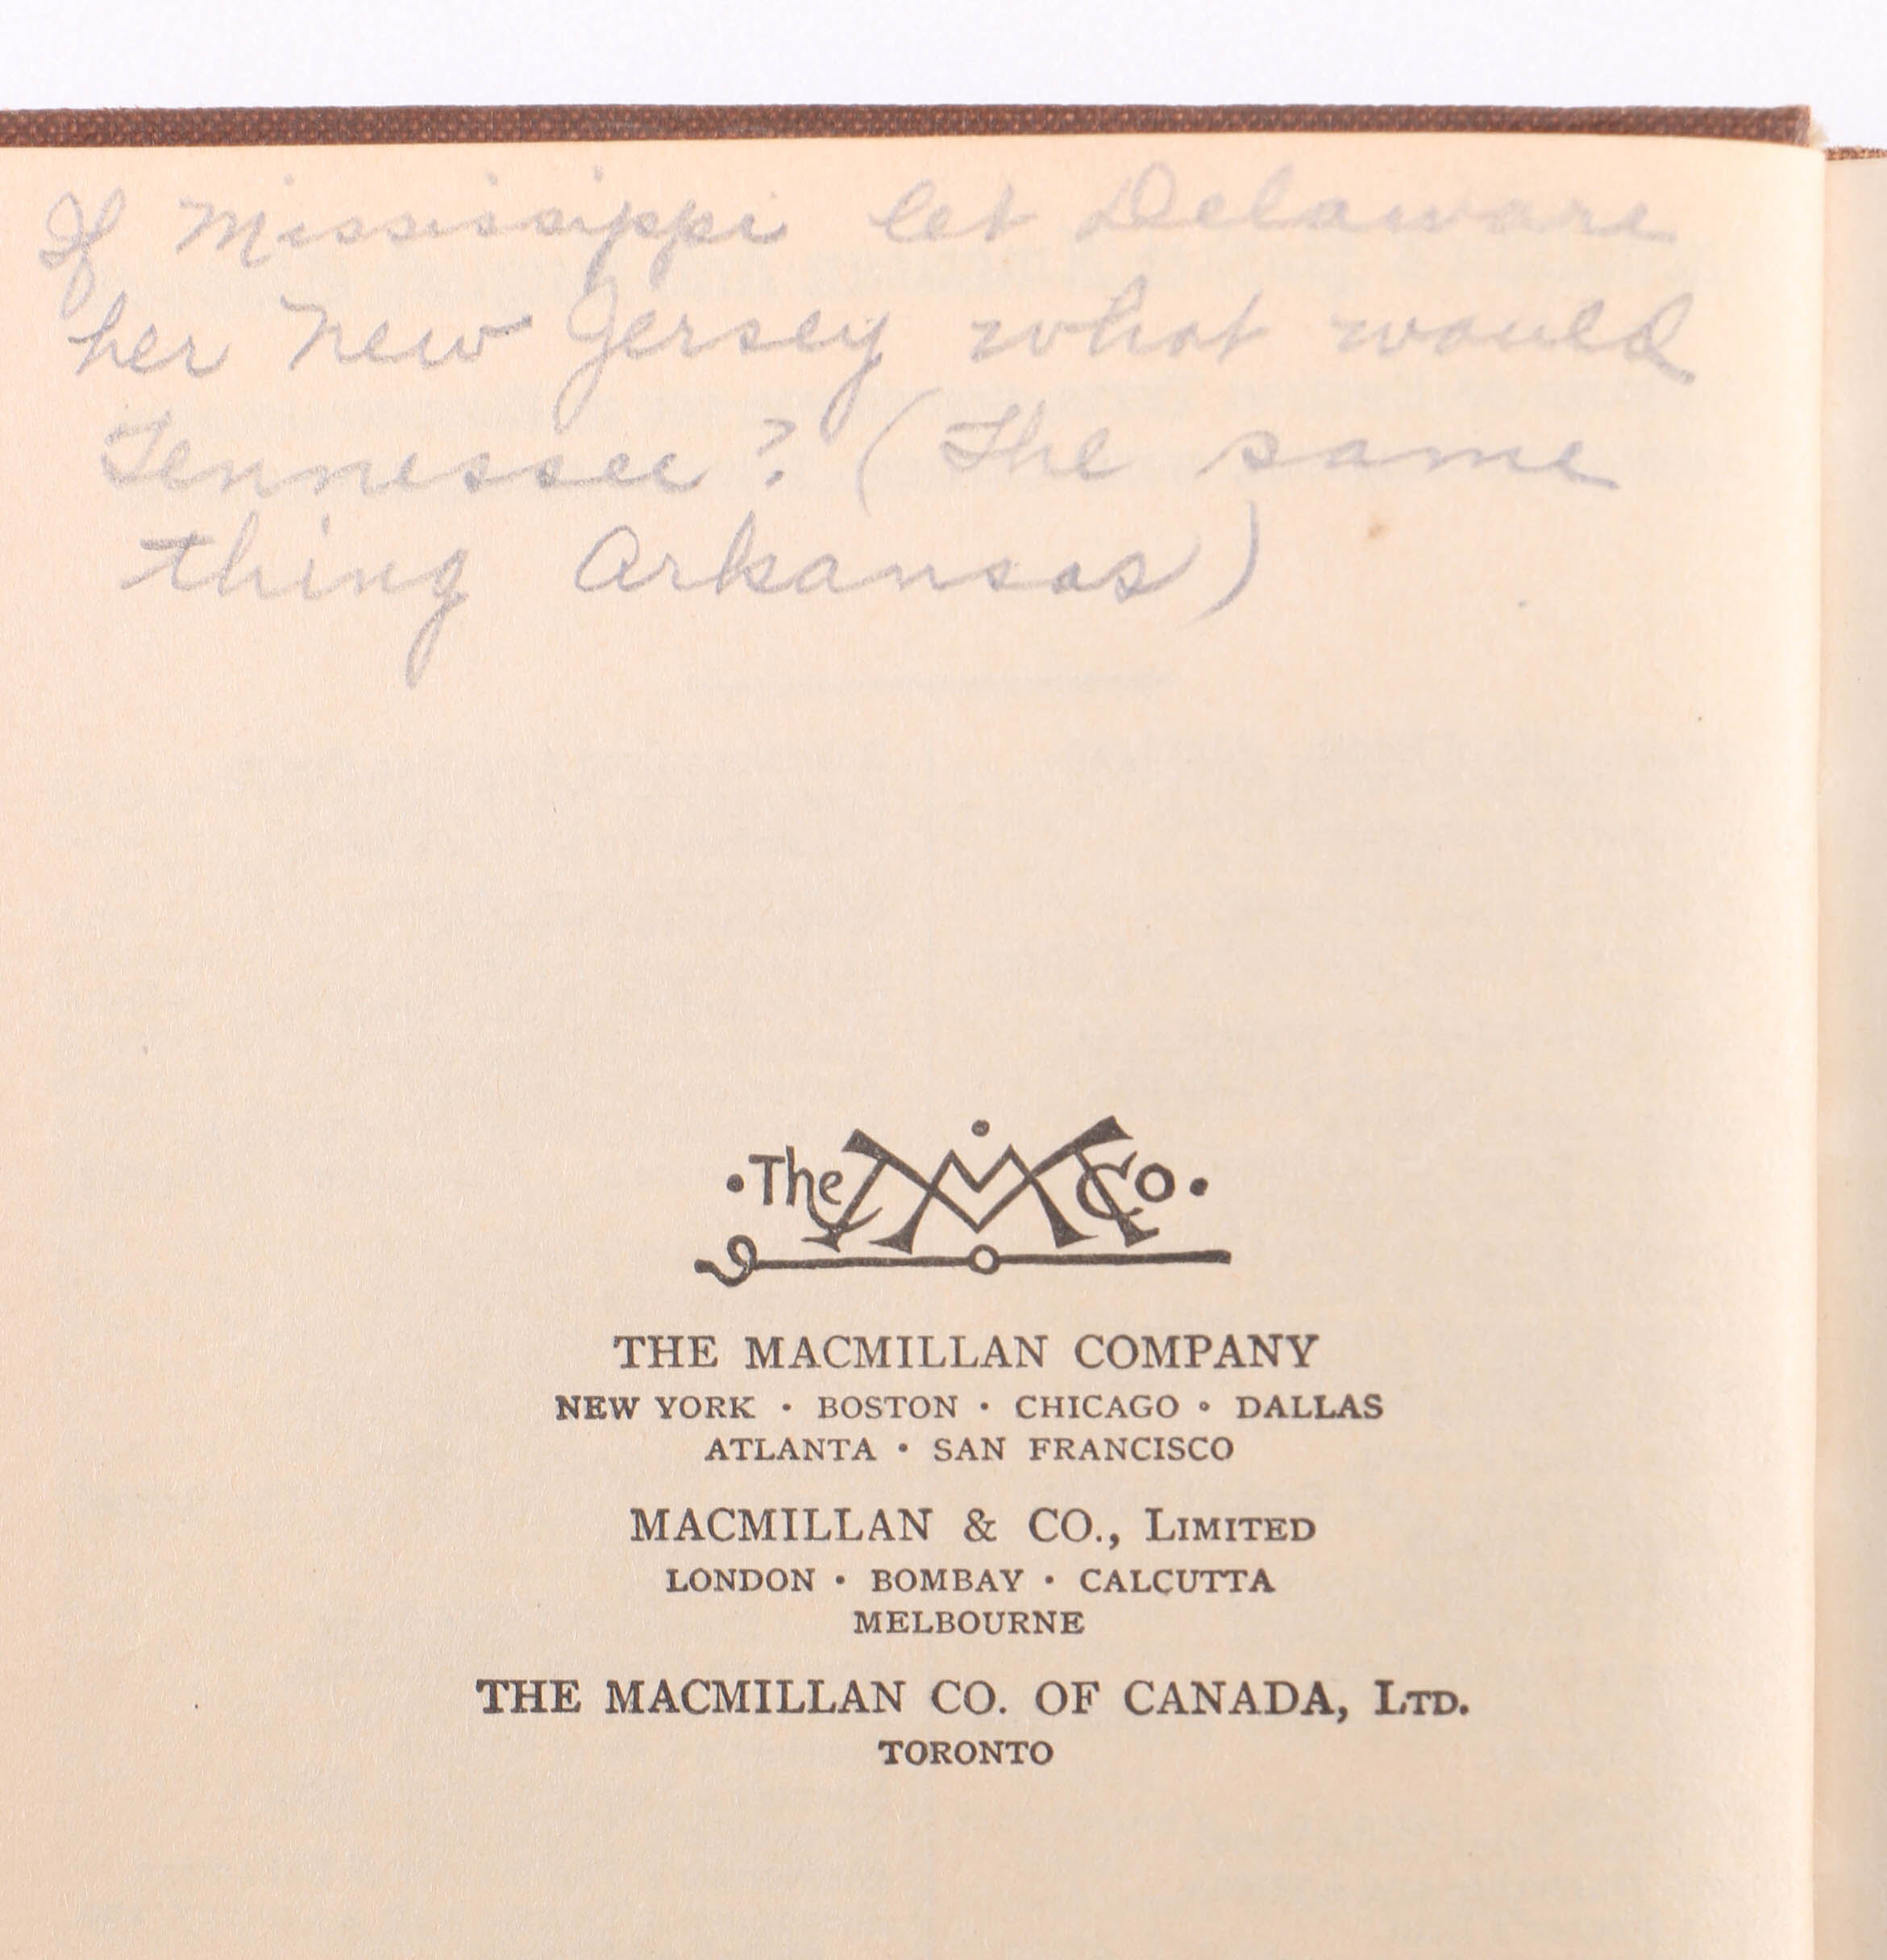 If Mississippi let Delaware
her New Jersey what would
Tennessee? (The same
thing Arkansas)
· The M Co ·
THE MACMILLAN COMPANY
NEW YORK · BOSTON · CHICAGO · DALLAS
ATLANTA · SAN FRANCISCO
MACMILLAN & CO., LIMITED
LONDON · BOMBAY · CALCUTTA
MELBOURNE
THE MACMILLAN CO. OF CANADA, LTD.
TORONTO